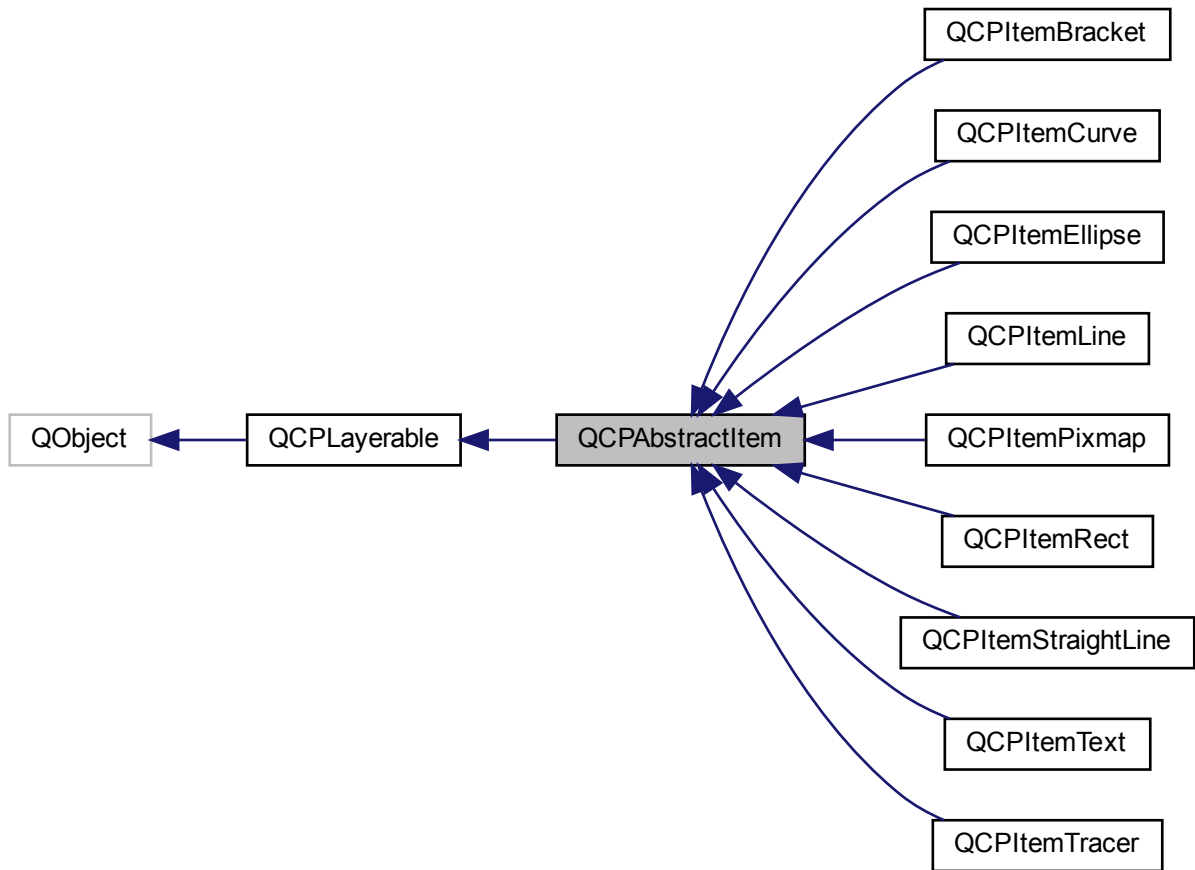 QCPItemBracket
QCPItemCurve
QCPItemEllipse
QCPItemLine
QObject
QCPLayerable
QCPAbstractItem
QCPItemPixmap
QCPItemRect
QCPItemStraightLine
QCPItemText
QCPItemTracer